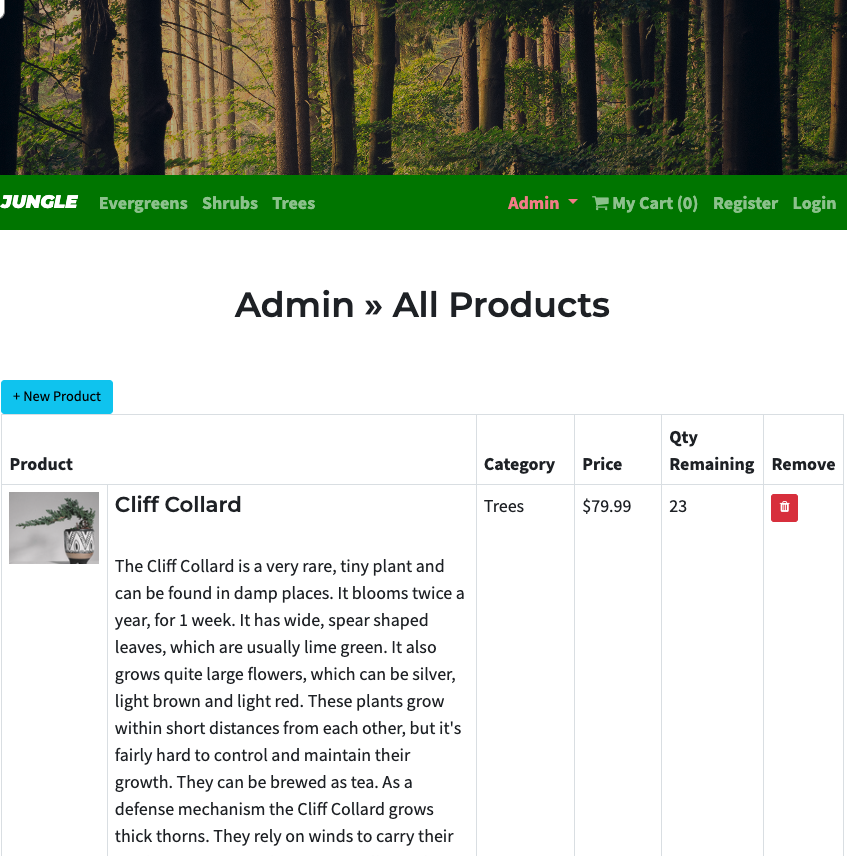 JUNGLE Evergreens Shrubs Trees Admin My Cart (0) Register Login
Admin » All Products
+ New Product
Product Category Price Qty Remaining Remove
Cliff Collard Trees $79.99 23
The Cliff Collard is a very rare, tiny plant and
can be found in damp places. It blooms twice a
year, for 1 week. It has wide, spear shaped
leaves, which are usually lime green. It also
grows quite large flowers, which can be silver,
light brown and light red. These plants grow
within short distances from each other, but it's
fairly hard to control and maintain their
growth. They can be brewed as tea. As a
defense mechanism the Cliff Collard grows
thick thorns. They rely on winds to carry their